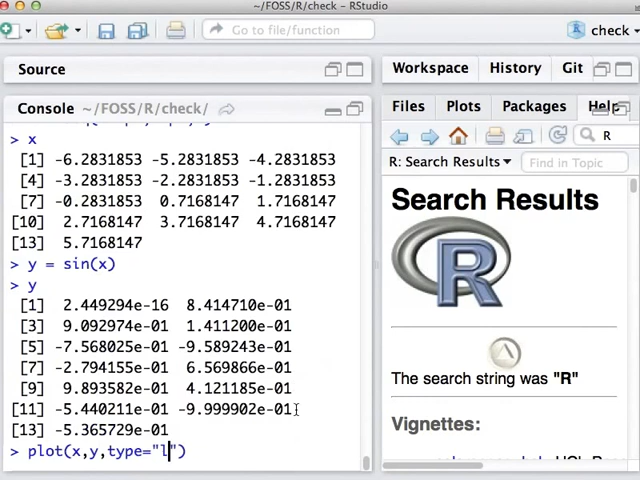 ~/FOSS/R/check - RStudio
Go to file/function
check
Source
Console ~/FOSS/R/check/
> x
[1] -6.2831853 -5.2831853 -4.2831853
[4] -3.2831853 -2.2831853 -1.2831853
[7] -0.2831853 0.7168147 1.7168147
[10] 2.7168147 3.7168147 4.7168147
[13] 5.7168147
> y = sin(x)
> y
[1] 2.449294e-16 8.414710e-01
[3] 9.092974e-01 1.411200e-01
[5] -7.568025e-01 -9.589243e-01
[7] -2.794155e-01 6.569866e-01
[9] 9.893582e-01 4.121185e-01
[11] -5.440211e-01 -9.999902e-01
[13] -5.365729e-01
> plot(x,y,type="l")
Workspace History Git
Files Plots Packages Help
R
R: Search Results Find in Topic
Search Results
R
The search string was "R"
Vignettes: